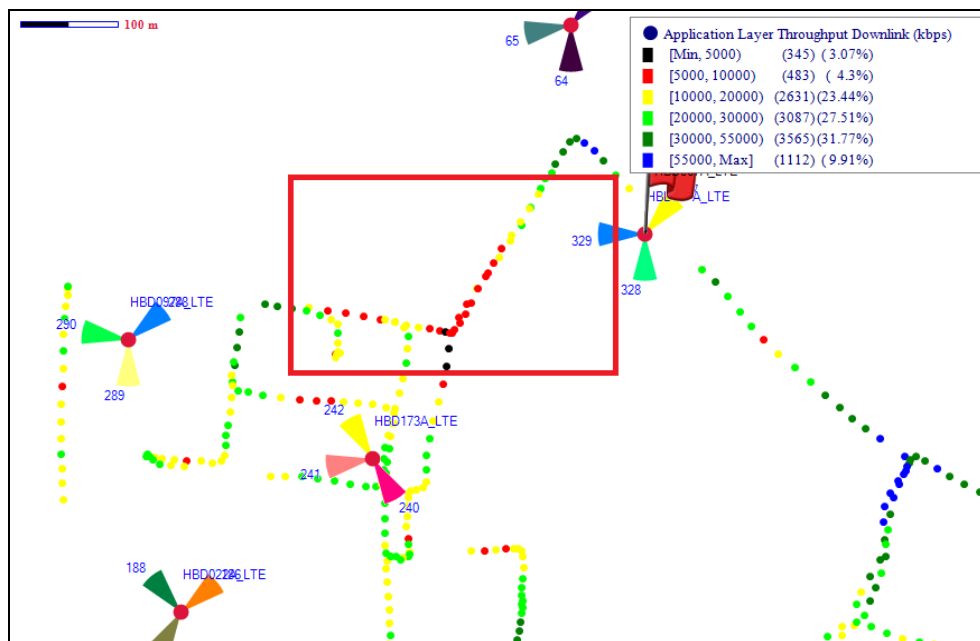 100 m
65
64
Application Layer Throughput Downlink (kbps)
[Min, 5000) (345) ( 3.07%)
[5000, 10000) (483) ( 4.3%)
[10000, 20000) (2631) (23.44%)
[20000, 30000) (3087) (27.51%)
[30000, 55000) (3565) (31.77%)
[55000, Max] (1112) ( 9.91%)
329
328
290
289
242
HBD173A_LTE
241
240
188